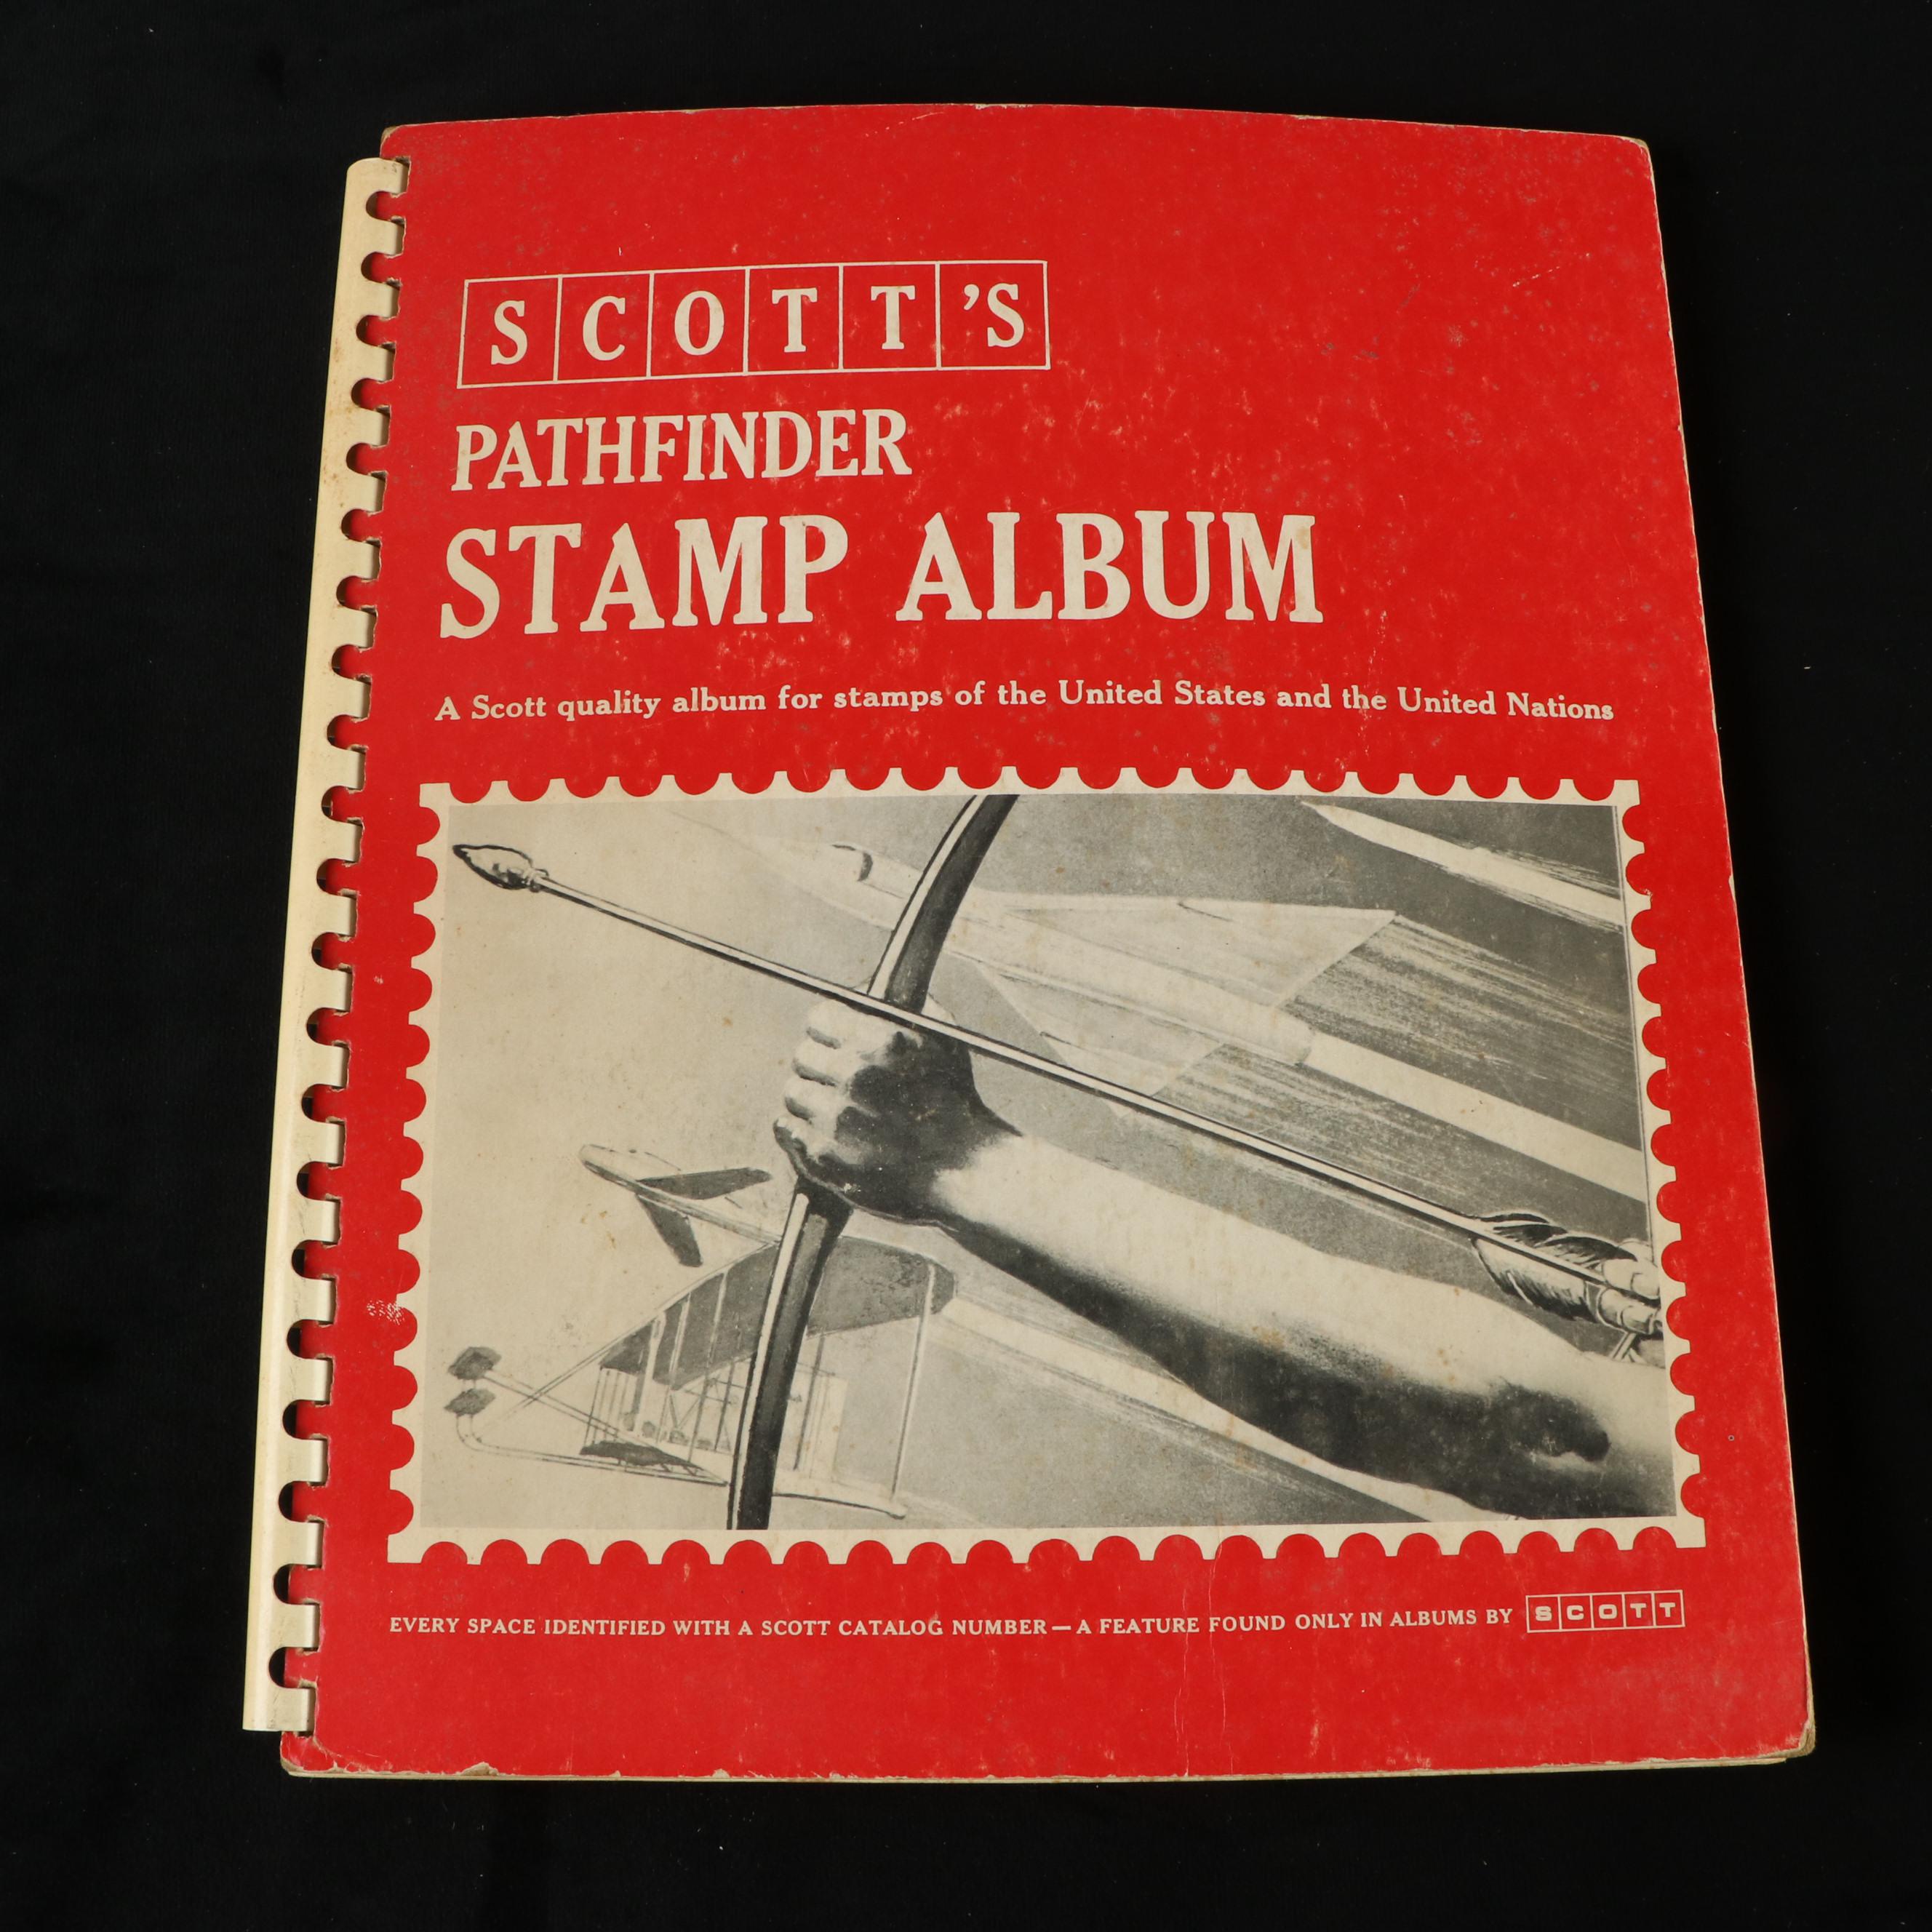 SCOTT'S
PATHFINDER
STAMP ALBUM
A Scott quality album for stamps of the United States and the United Nations
EVERY SPACE IDENTIFIED WITH A SCOTT CATALOG NUMBER—A FEATURE FOUND ONLY IN ALBUMS BY SCOTT